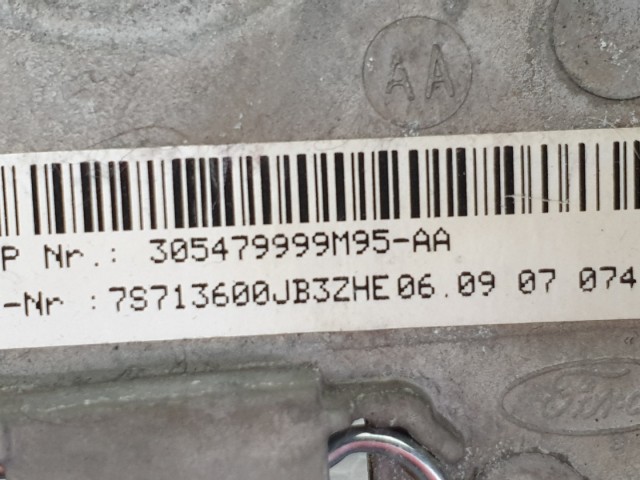 AA
P Nr.: 305479999M95-AA
-Nr :7S713600JB3ZHE06.09 07 074
Ford